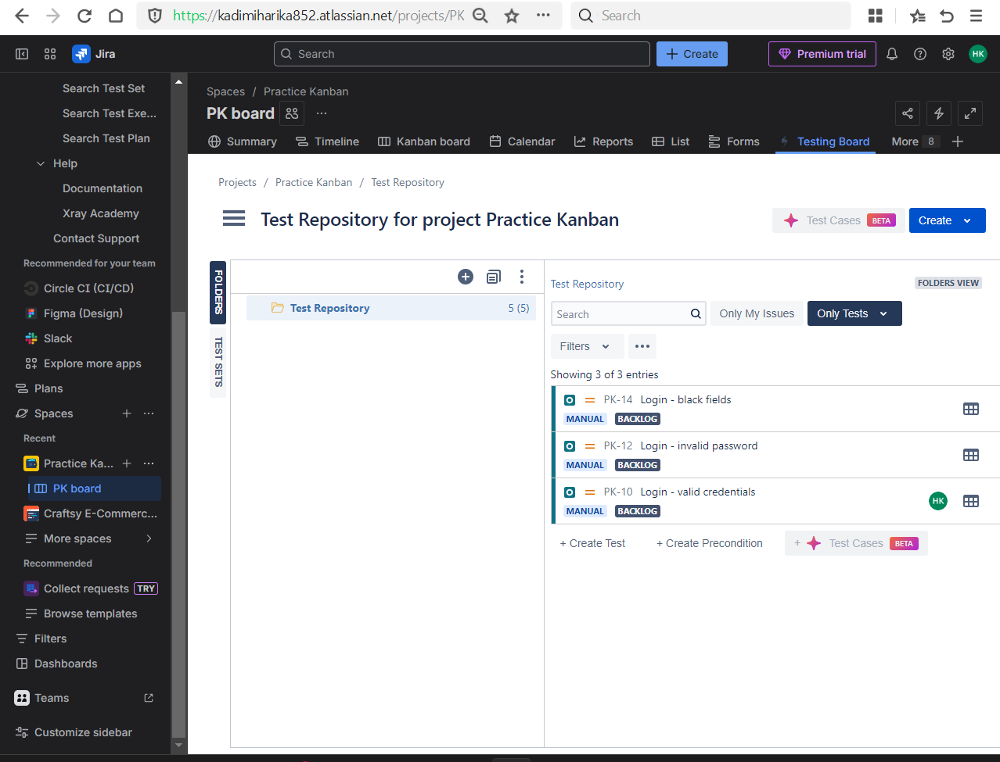 https://kadimiharika852.atlassian.net/projects/PK
Search
Jira
Search
Create
Premium trial
HK
Search Test Set
Search Test Exe...
Search Test Plan
Help
Documentation
Xray Academy
Contact Support
Recommended for your team
Circle CI (CI/CD)
Figma (Design)
Slack
Explore more apps
Plans
Spaces
Recent
Practice Ka...
PK board
Craftsy E-Commerc...
More spaces
Recommended
Collect requests TRY
Browse templates
Filters
Dashboards
Teams
Customize sidebar
Spaces / Practice Kanban
PK board
Summary Timeline Kanban board Calendar Reports List Forms Testing Board More 8
Projects / Practice Kanban / Test Repository
Test Repository for project Practice Kanban
Test Cases BETA
Create
FOLDERS
TEST SETS
Test Repository 5 (5)
Test Repository
FOLDERS VIEW
Search
Only My Issues
Only Tests
Filters
Showing 3 of 3 entries
PK-14 Login - black fields
MANUAL BACKLOG
PK-12 Login - invalid password
MANUAL BACKLOG
PK-10 Login - valid credentials
MANUAL BACKLOG
HK
+ Create Test
+ Create Precondition
+ Test Cases BETA